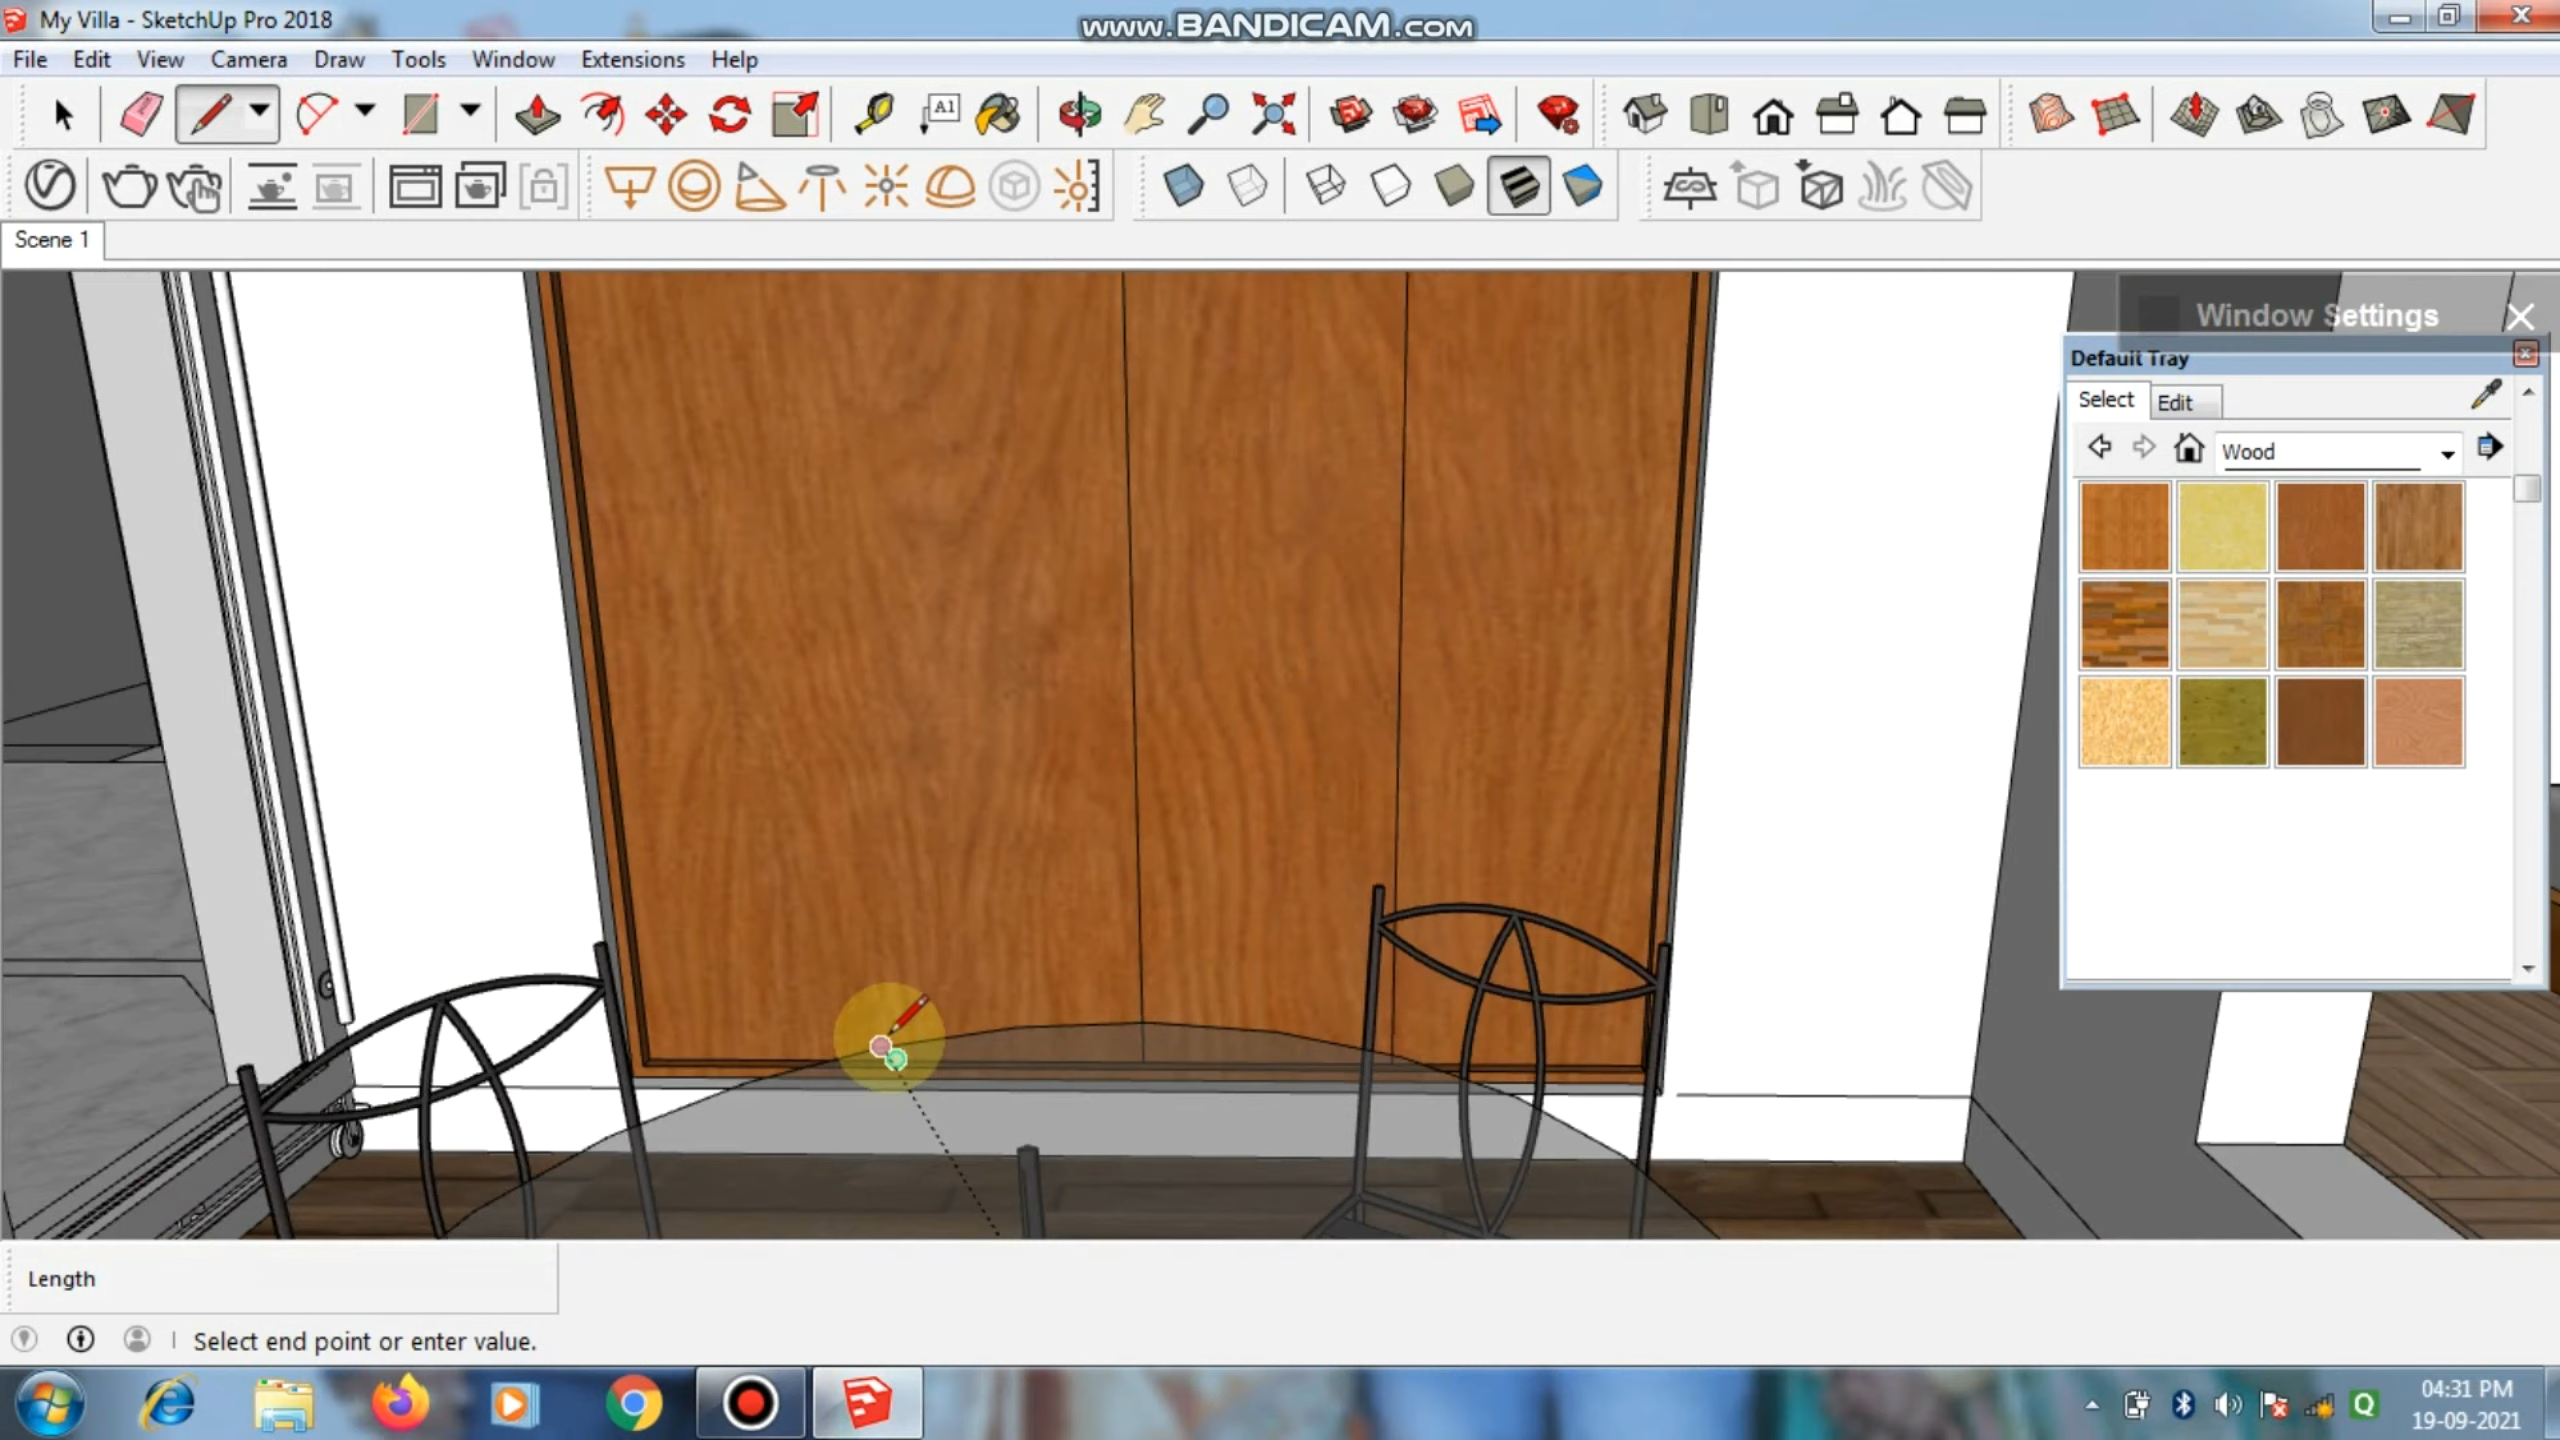 My Villa - SketchUp Pro 2018
www.BANDICAM.com
File Edit View Camera Draw Tools Window Extensions Help
A1
Scene 1
Window Settings
Default Tray
Select Edit
Wood
Length
Select end point or enter value.
Q
04:31 PM
19-09-2021